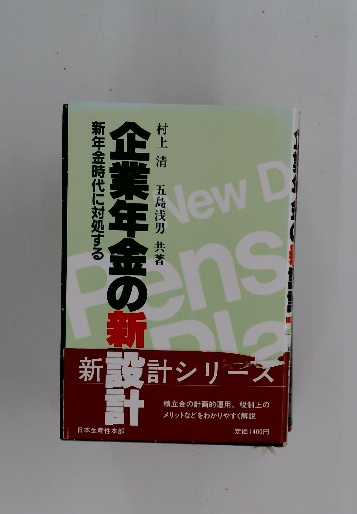 村上 清 五島浅男 共著
企業年金の新設計
新年金時代に対処する
New D
Pens
Pla
新設計シリーズ
積立金の計画的運用、税制上の
メリットなどをわかりやすく解説
日本生産性本部
定価1400円